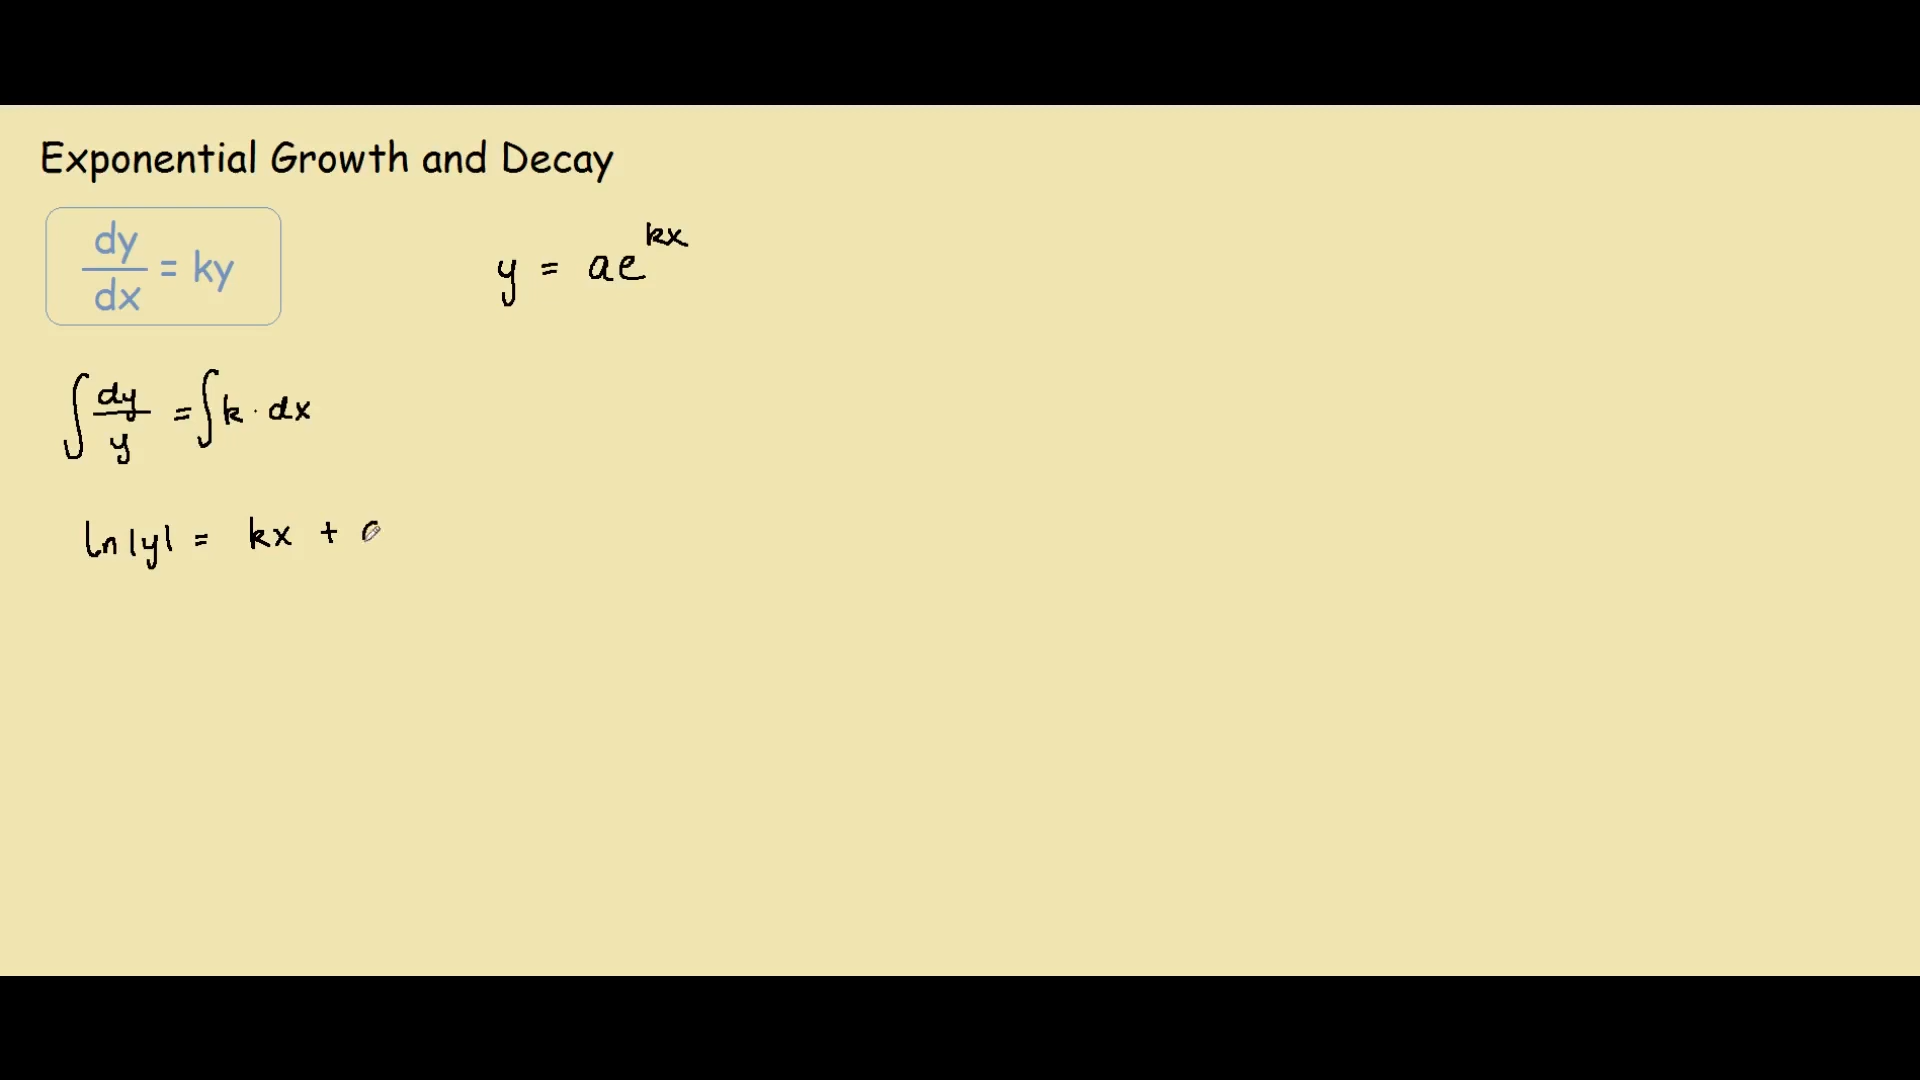 Exponential Growth and Decay
dy/dx = ky
y = ae^kx
∫ dy/y = ∫ k · dx
ln|y| = kx + c